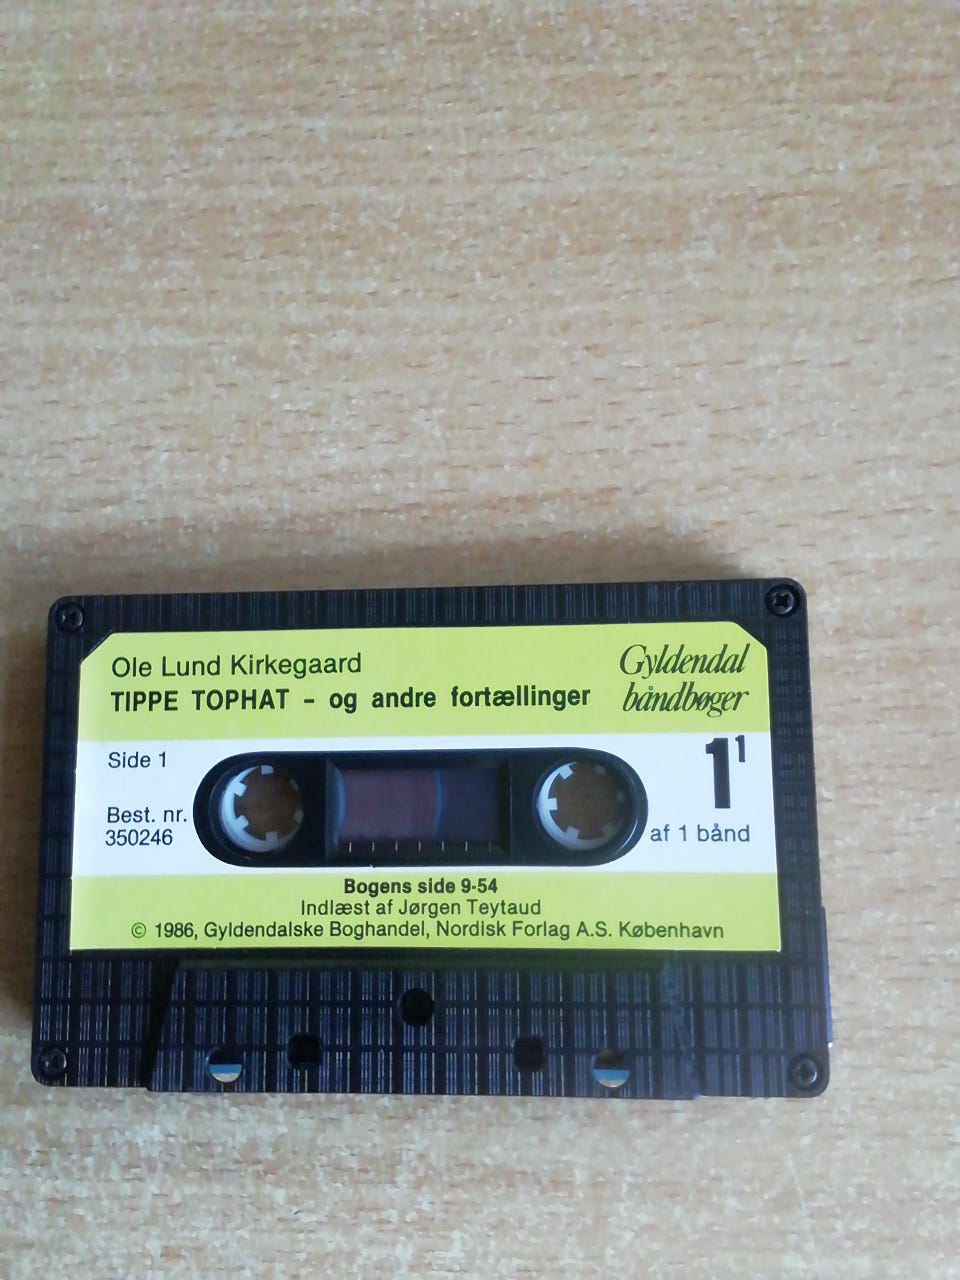 Ole Lund Kirkegaard
TIPPE TOPHAT - og andre fortællinger
Gyldendal
båndbøger
Side 1
Best. nr.
350246
1¹
af 1 bånd
Bogens side 9-54
Indlæst af Jørgen Teytaud
© 1986, Gyldendalske Boghandel, Nordisk Forlag A.S. København